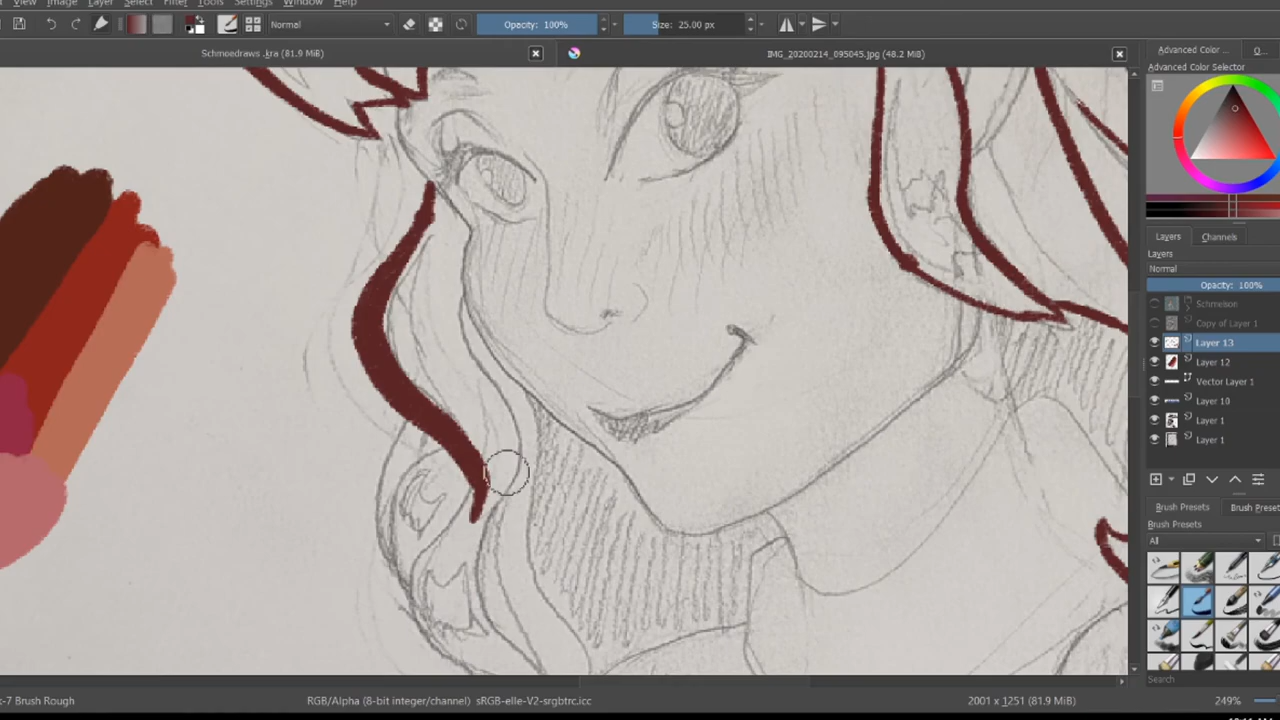 View Image Layer Select Filter Tools Settings Window Help
Normal Opacity: 100% Size: 25.00 px
Schmoedraws .kra (81.9 MiB) IMG_20200214_095045.jpg (48.2 MiB)
Advanced Color ... O...
Advanced Color Selector
Layers Channels
Layers
Normal
Opacity: 100%
Copy of Layer 1
Layer 13
Layer 12
Vector Layer 1
Layer 10
Layer 1
Layer 1
Brush Presets Brush Preset
Brush Presets
All
Search
-7 Brush Rough RGB/Alpha (8-bit integer/channel) sRGB-elle-V2-srgbtrc.icc 2001 x 1251 (81.9 MiB) 249%